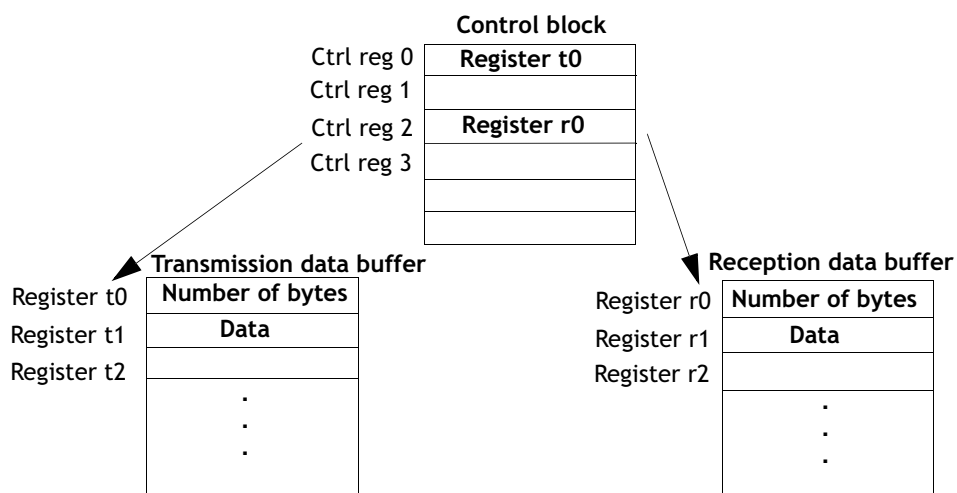 Control block
Ctrl reg 0 Register t0
Ctrl reg 1
Ctrl reg 2 Register r0
Ctrl reg 3
Transmission data buffer
Register t0 Number of bytes
Register t1 Data
Register t2
.
.
.
Reception data buffer
Register r0 Number of bytes
Register r1 Data
Register r2
.
.
.